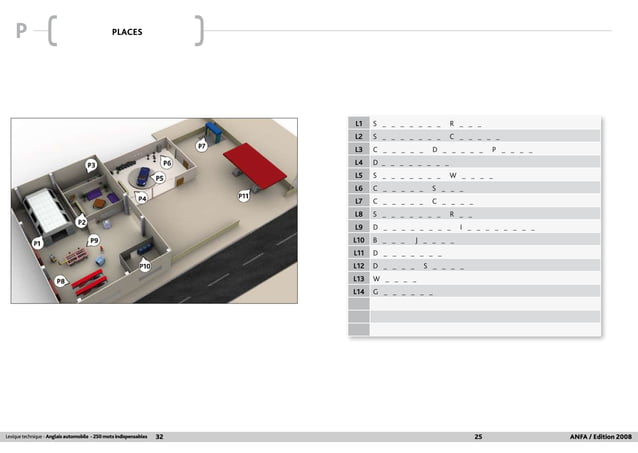 P
PLACES
P7
P3
P6
P5
P4
P11
P2
P1
P9
P10
P8
L1 S _ _ _ _ _ _ _ R _ _ _
L2 S _ _ _ _ _ _ _ C _ _ _ _ _
L3 C _ _ _ _ _ D _ _ _ _ _ P _ _ _ _
L4 D _ _ _ _ _ _ _ _
L5 S _ _ _ _ _ _ _ W _ _ _ _
L6 C _ _ _ _ _ S _ _ _
L7 C _ _ _ _ _ C _ _ _ _
L8 S _ _ _ _ _ _ _ R _ _
L9 D _ _ _ _ _ _ _ _ I _ _ _ _ _ _ _ _
L10 B _ _ _ J _ _ _ _
L11 D _ _ _ _ _ _ _
L12 D _ _ _ _ S _ _ _ _
L13 W _ _ _ _
L14 G _ _ _ _ _ _
Lexique technique - Anglais automobile - 250 mots indispensables 32
25 ANFA / Edition 2008